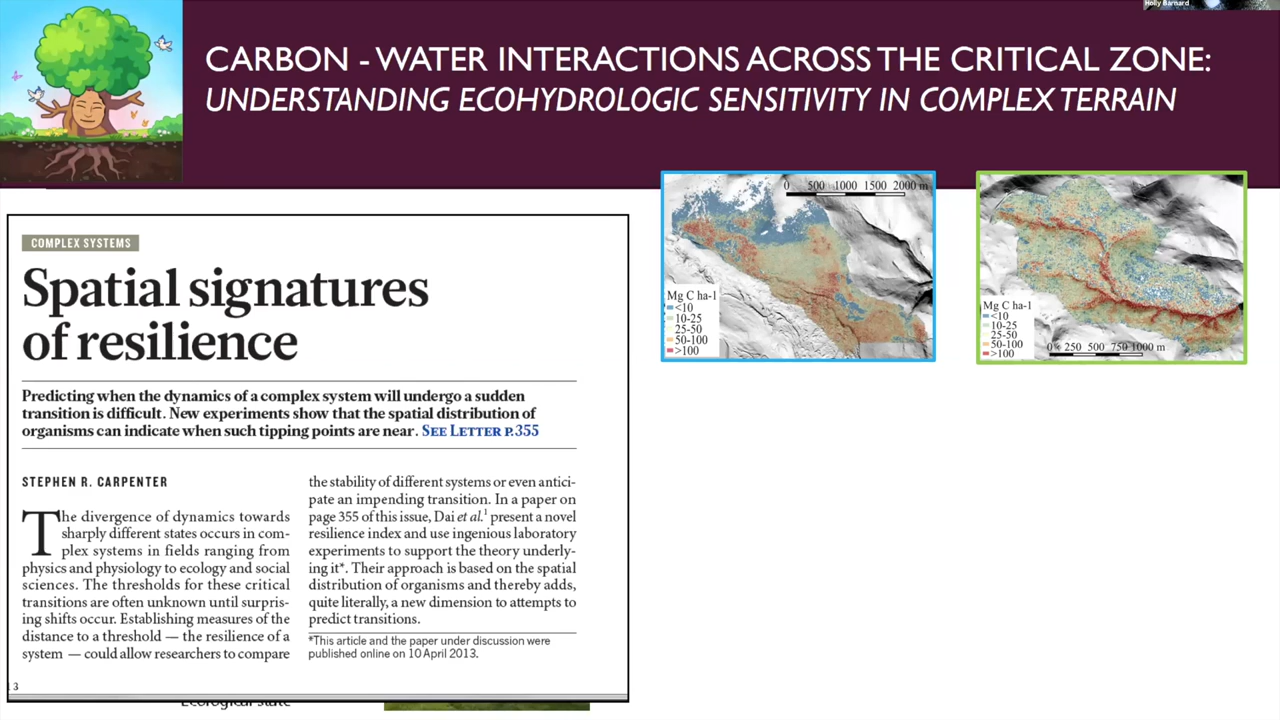 Holly Barnard
CARBON - WATER INTERACTIONS ACROSS THE CRITICAL ZONE:
UNDERSTANDING ECOHYDROLOGIC SENSITIVITY IN COMPLEX TERRAIN
COMPLEX SYSTEMS
Spatial signatures
of resilience
Predicting when the dynamics of a complex system will undergo a sudden
transition is difficult. New experiments show that the spatial distribution of
organisms can indicate when such tipping points are near. SEE LETTER P.355
STEPHEN R. CARPENTER
The divergence of dynamics towards
sharply different states occurs in com-
plex systems in fields ranging from
physics and physiology to ecology and social
sciences. The thresholds for these critical
transitions are often unknown until surpris-
ing shifts occur. Establishing measures of the
distance to a threshold — the resilience of a
system — could allow researchers to compare
the stability of different systems or even antici-
pate an impending transition. In a paper on
page 355 of this issue, Dai et al.1 present a novel
resilience index and use ingenious laboratory
experiments to support the theory underly-
ing it*. Their approach is based on the spatial
distribution of organisms and thereby adds,
quite literally, a new dimension to attempts to
predict transitions.
*This article and the paper under discussion were
published online on 10 April 2013.
13
Ecological state
0 500 1000 1500 2000 m
Mg C ha-1
<10
10-25
25-50
50-100
>100
Mg C ha-1
<10
10-25
25-50
50-100
>100
0 250 500 750 1000 m